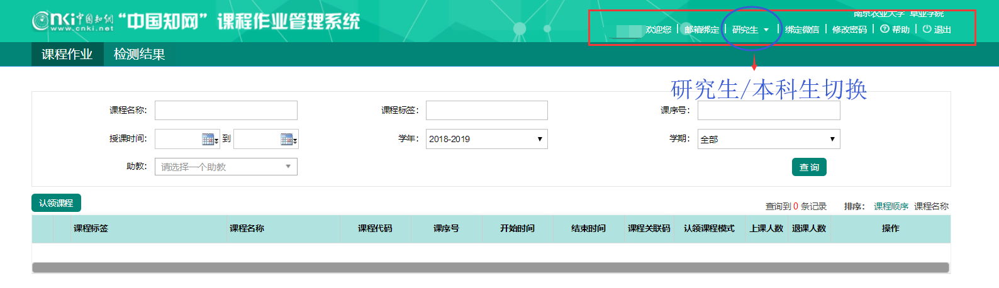 cnki 中国知网 “中国知网”课程作业管理系统
www.cnki.net
南京农业大学 草业学院
欢迎您 | 邮箱绑定 | 研究生 | 绑定微信 | 修改密码 | 帮助 | 退出
课程作业 检测结果
研究生/本科生切换
课程名称： 课程标签： 课序号：
授课时间： 到 学年： 2018-2019 学期： 全部
助教： 请选择一个助教 查询
认领课程 查询到 0 条记录 排序： 课程顺序 课程名称
课程标签 课程名称 课程代码 课序号 开始时间 结束时间 课程关联码 认领课程模式 上课人数 退课人数 操作